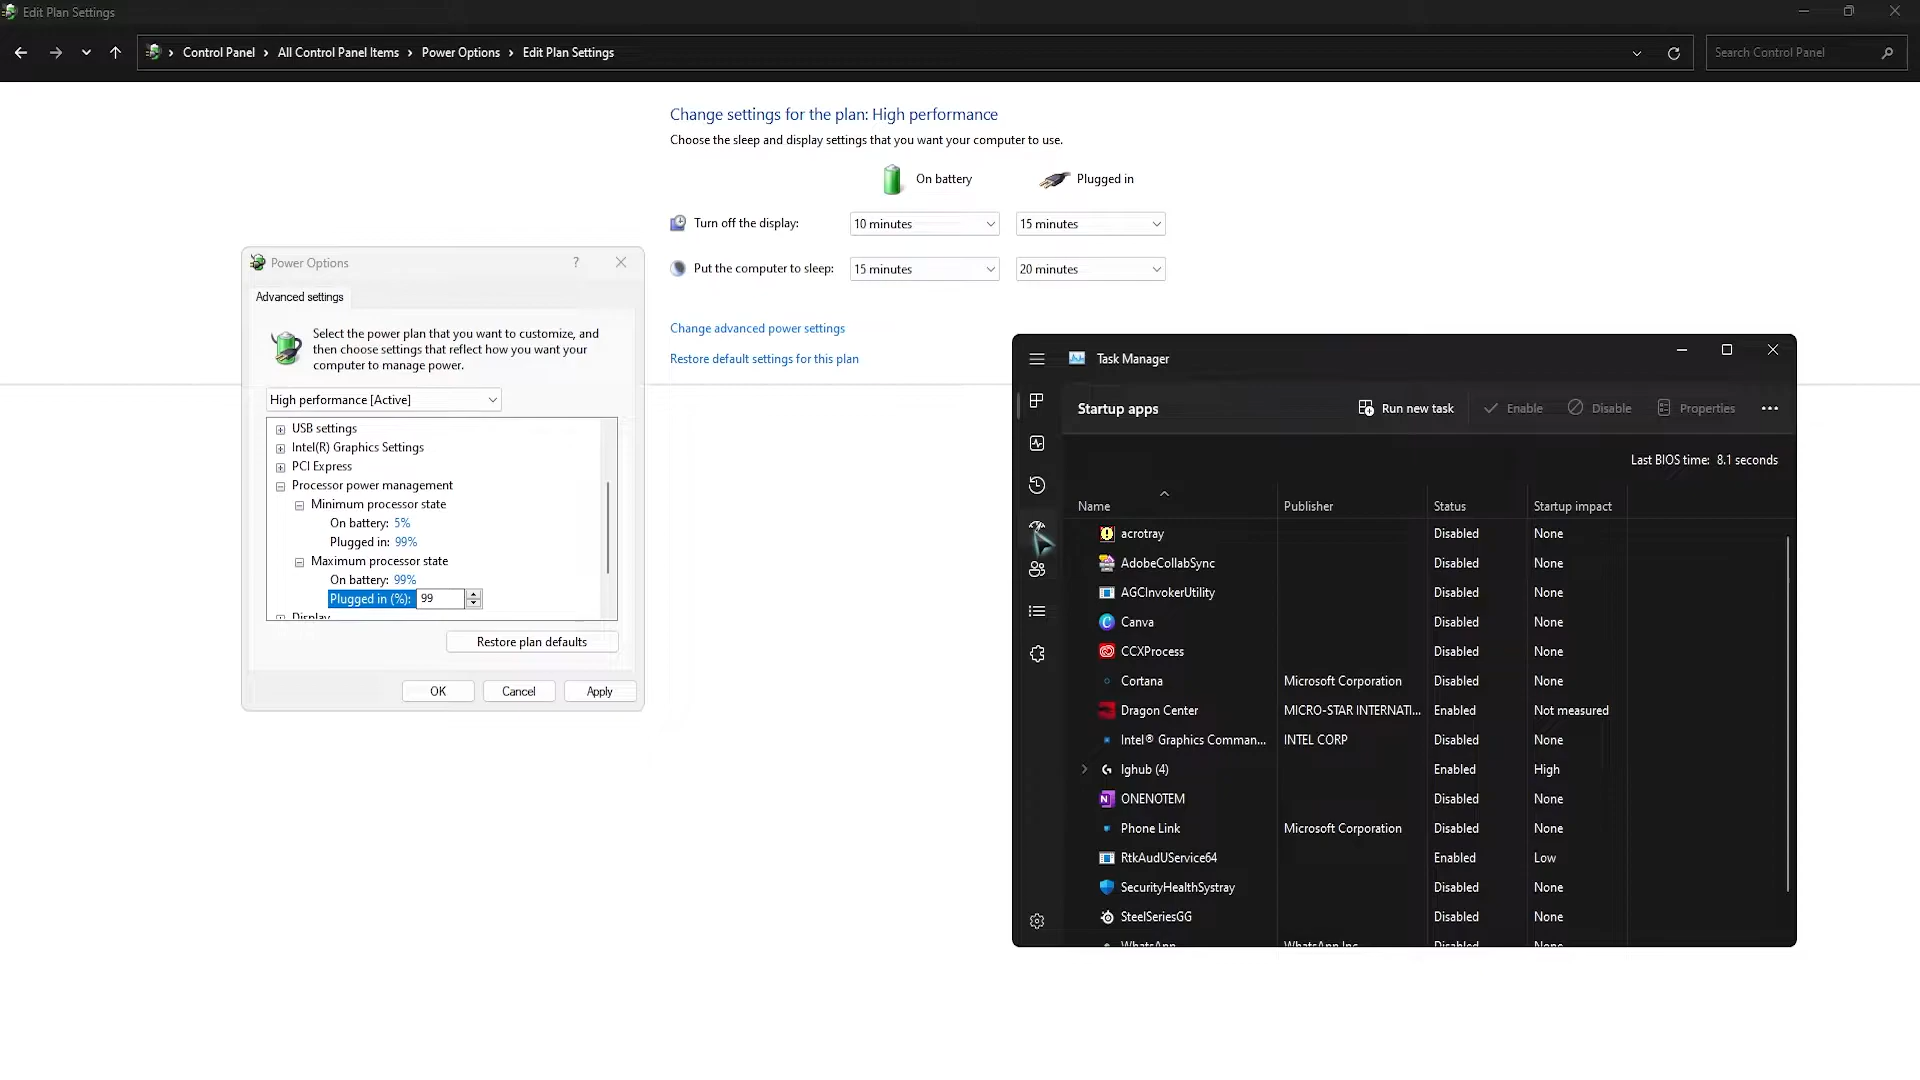 Edit Plan Settings
Control Panel > All Control Panel Items > Power Options > Edit Plan Settings
Search Control Panel
Change settings for the plan: High performance
Choose the sleep and display settings that you want your computer to use.
On battery Plugged in
Turn off the display: 10 minutes 15 minutes
Put the computer to sleep: 15 minutes 20 minutes
Change advanced power settings
Restore default settings for this plan
Power Options ?
Advanced settings
Select the power plan that you want to customize, and
then choose settings that reflect how you want your
computer to manage power.
High performance [Active]
USB settings
Intel(R) Graphics Settings
PCI Express
Processor power management
Minimum processor state
On battery: 5%
Plugged in: 99%
Maximum processor state
On battery: 99%
Plugged in (%): 99
Display
Restore plan defaults
OK Cancel Apply
Task Manager
Startup apps Run new task Enable Disable Properties
Last BIOS time: 8.1 seconds
Name Publisher Status Startup impact
acrotray Disabled None
AdobeCollabSync Disabled None
AGCInvokerUtility Disabled None
Canva Disabled None
CCXProcess Disabled None
Cortana Microsoft Corporation Disabled None
Dragon Center MICRO-STAR INTERNATI... Enabled Not measured
Intel® Graphics Comman... INTEL CORP Disabled None
lghub (4) Enabled High
ONENOTEM Disabled None
Phone Link Microsoft Corporation Disabled None
RtkAudUService64 Enabled Low
SecurityHealthSystray Disabled None
SteelSeriesGG Disabled None
WhatsApp WhatsApp Inc. Disabled None